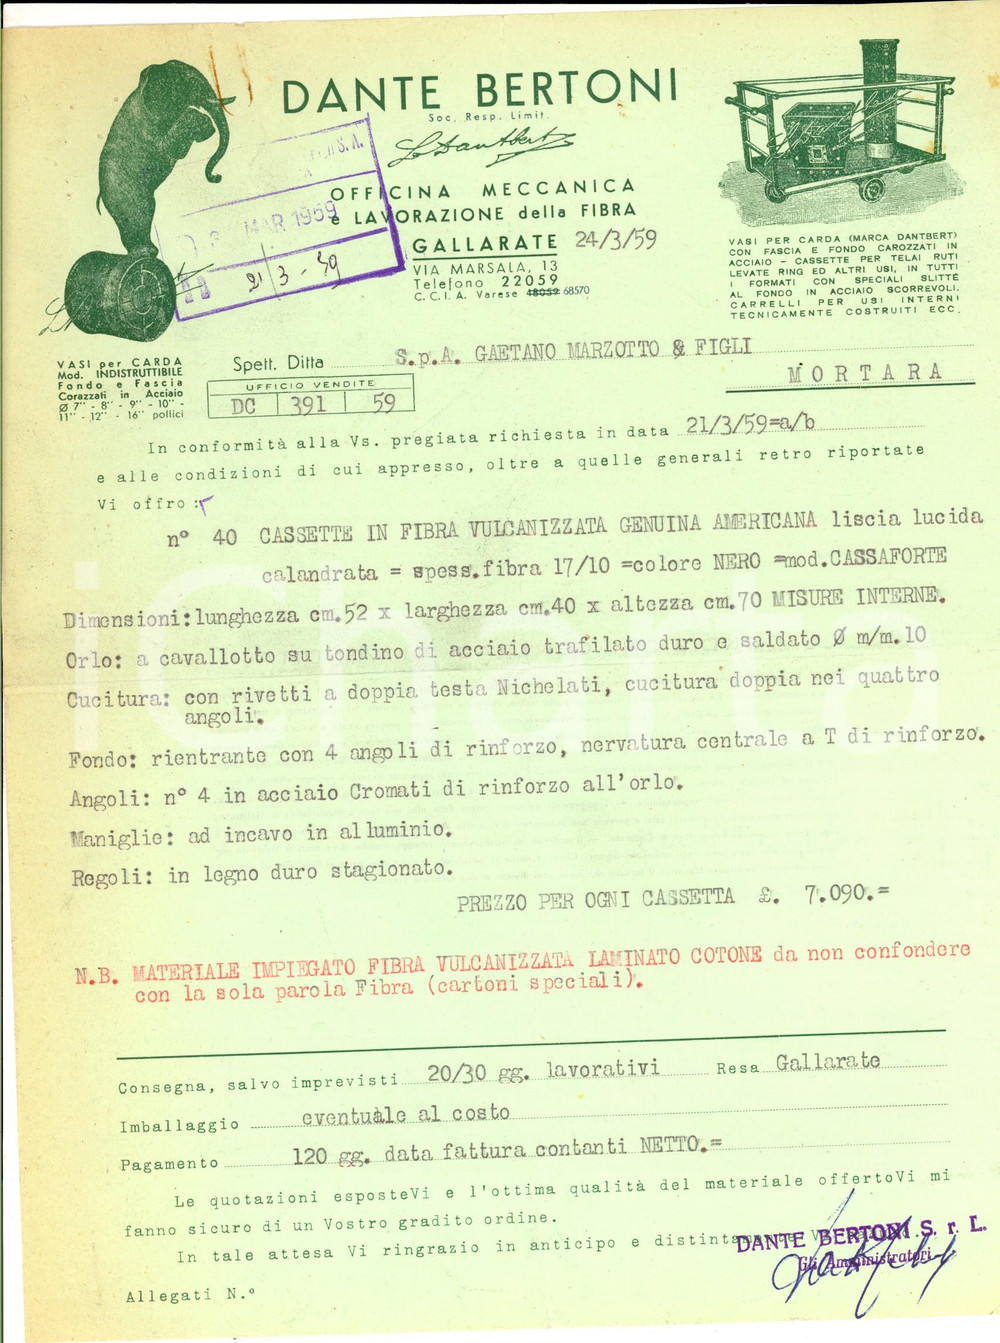 DANTE BERTONI
Soc. Resp. Limit.
OFFICINA MECCANICA
e LAVORAZIONE della FIBRA
GALLARATE 24/3/59
VIA MARSALA, 13
Telefono 22059
C.C.I.A. Varese 48059 68570
MAR 1959
21-3-59
VASI PER CARDA (MARCA DANTBERT)
CON FASCIA E FONDO CAROZZATI IN
ACCIAIO - CASSETTE PER TELAI RUTI
LEVATE RING ED ALTRI USI, IN TUTTI
I FORMATI CON SPECIALI SLITTE
AL FONDO IN ACCIAIO SCORREVOLI.
CARRELLI PER USI INTERNI
TECNICAMENTE COSTRUITI ECC.
VASI per CARDA
Mod. INDISTRUTTIBILE
Fondo e Fascia
Corazzati in Acciaio
Ø 7" - 8" - 9" - 10" -
11" - 12" - 16" pollici
Spett. Ditta S.p.A. GAETANO MARZOTTO & FIGLI
MORTARA
UFFICIO VENDITE
DC 391 59
In conformità alla Vs. pregiata richiesta in data 21/3/59=a/b
e alle condizioni di cui appresso, oltre a quelle generali retro riportate
Vi offro:
n° 40 CASSETTE IN FIBRA VULCANIZZATA GENUINA AMERICANA liscia lucida
calandrata = spess.fibra 17/10 =colore NERO =mod.CASSAFORTE
Dimensioni:lunghezza cm.52 x larghezza cm.40 x altezza cm.70 MISURE INTERNE.
Orlo: a cavallotto su tondino di acciaio trafilato duro e saldato Ø m/m.10
Cucitura: con rivetti a doppia testa Nichelati, cucitura doppia nei quattro
angoli.
Fondo: rientrante con 4 angoli di rinforzo, nervatura centrale a T di rinforzo.
Angoli: n° 4 in acciaio Cromati di rinforzo all'orlo.
Maniglie: ad incavo in alluminio.
Regoli: in legno duro stagionato.
PREZZO PER OGNI CASSETTA £. 7.090.=
N.B. MATERIALE IMPIEGATO FIBRA VULCANIZZATA LAMINATO COTONE da non confondere
con la sola parola Fibra (cartoni speciali).
Consegna, salvo imprevisti 20/30 gg. lavorativi Resa Gallarate
Imballaggio eventuale al costo
Pagamento 120 gg. data fattura contanti NETTO.=
Le quotazioni esposteVi e l'ottima qualità del materiale offertoVi mi
fanno sicuro di un Vostro gradito ordine.
In tale attesa Vi ringrazio in anticipo e
DANTE BERTONI S. r L.
Gli Amministratori
Allegati N.°